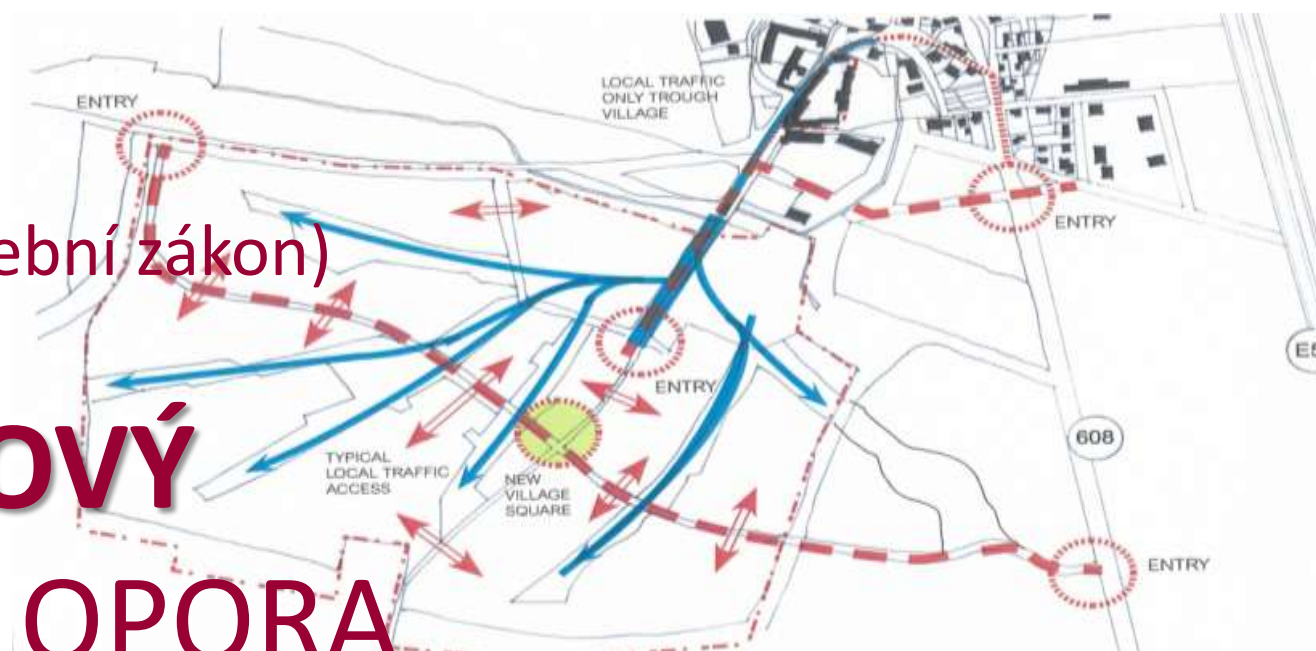 LOCAL TRAFFIC
ONLY TROUGH
VILLAGE
ENTRY
ENTRY
ební zákon)
E5
ENTRY
OVÝ
608
TYPICAL
LOCAL TRAFFIC
ACCESS
NEW
VILLAGE
SQUARE
ENTRY
OPORA